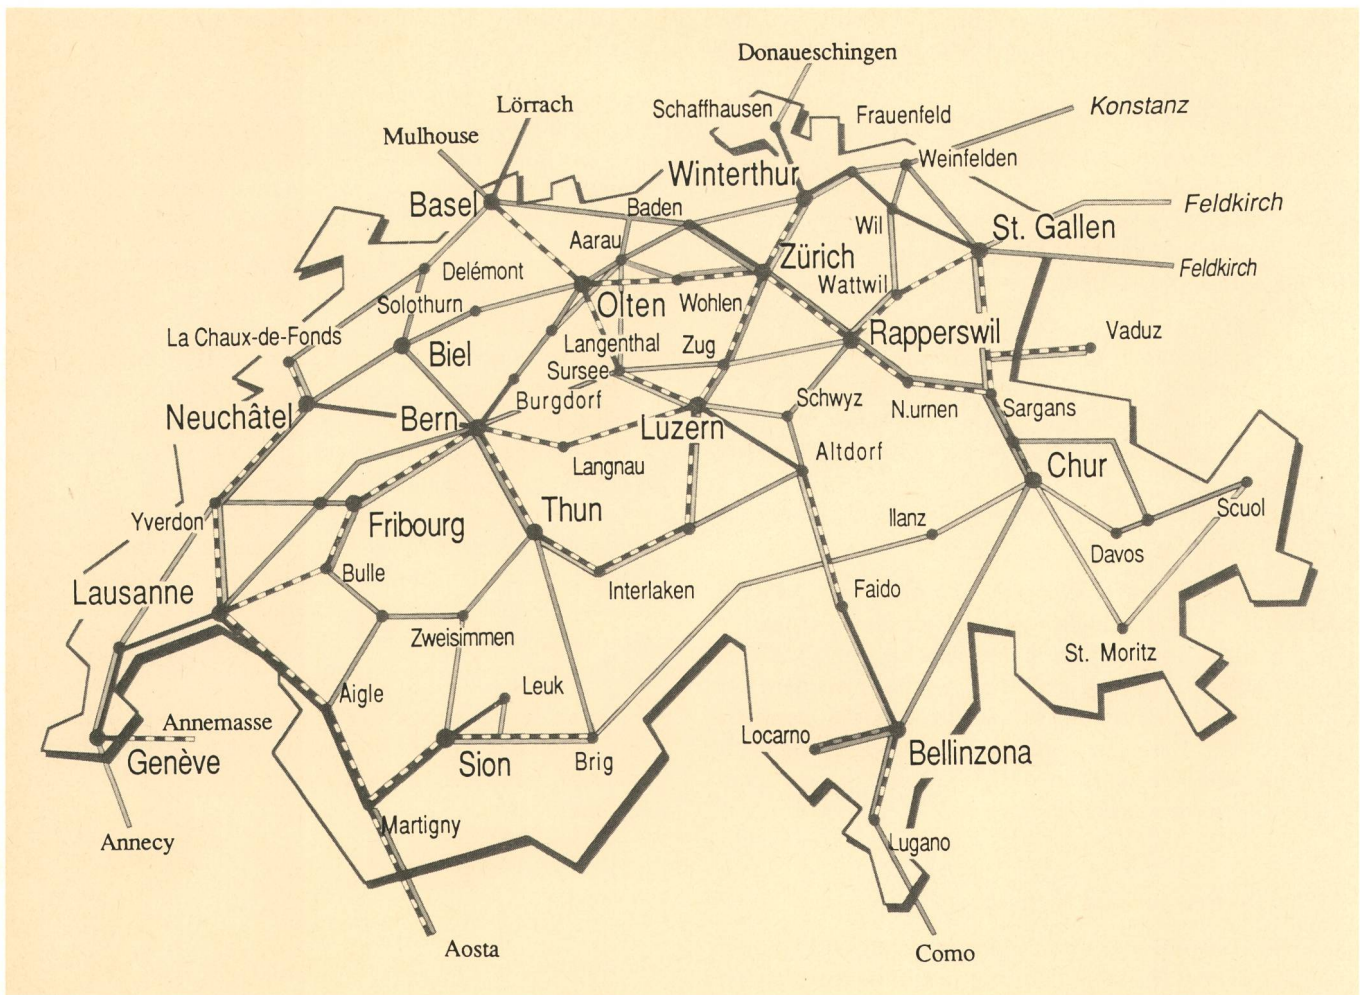 Donaueschingen
Lörrach
Schaffhausen
Konstanz
Frauenfeld
Mulhouse
Weinfelden
Winterthur
Basel
Baden
Feldkirch
Wil
St. Gallen
Aarau
Zürich
Feldkirch
Delémont
Wattwil
Solothurn
Olten
Wohlen
La Chaux-de-Fonds
Rapperswil
Vaduz
Langenthal
Zug
Biel
Sursee
Schwyz
Burgdorf
N.urnen
Sargans
Neuchâtel
Bern
Luzern
Altdorf
Langnau
Chur
Thun
Scuol
Yverdon
Fribourg
Ilanz
Davos
Bulle
Lausanne
Interlaken
Faido
Zweisimmen
St. Moritz
Leuk
Aigle
Annemasse
Locarno
Genève
Sion
Brig
Bellinzona
Martigny
Annecy
Lugano
Aosta
Como